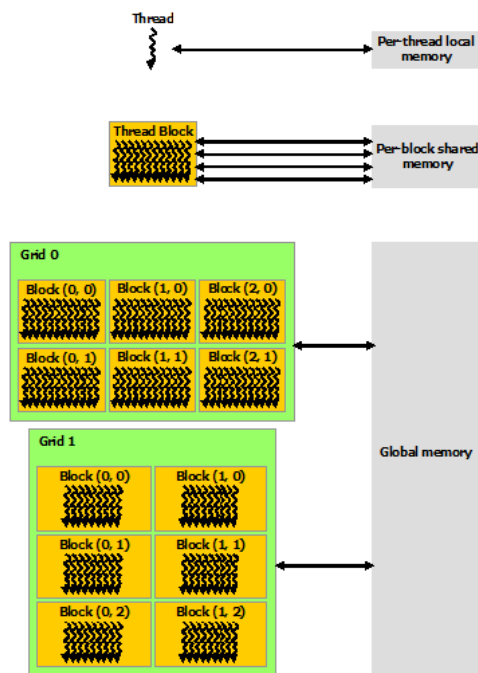 Thread
Per-thread local
memory
Thread Block
Per-block shared
memory
Grid 0
Block (0, 0) Block (1, 0) Block (2, 0)
Block (0, 1) Block (1, 1) Block (2, 1)
Grid 1
Global memory
Block (0, 0) Block (1, 0)
Block (0, 1) Block (1, 1)
Block (0, 2) Block (1, 2)